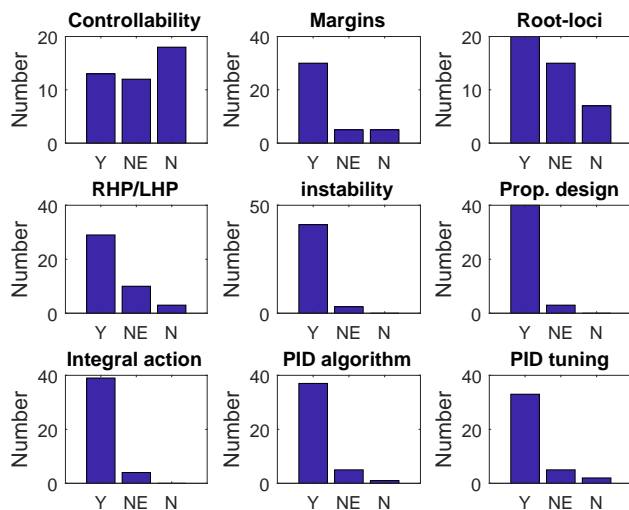 Controllability
Number
20
10
0
Y NE N
Margins
Number
40
20
0
Y NE N
Root-loci
Number
20
10
0
Y NE N
RHP/LHP
Number
40
20
0
Y NE N
instability
Number
50
0
Y NE N
Prop. design
Number
40
20
0
Y NE N
Integral action
Number
40
20
0
Y NE N
PID algorithm
Number
40
20
0
Y NE N
PID tuning
Number
40
20
0
Y NE N